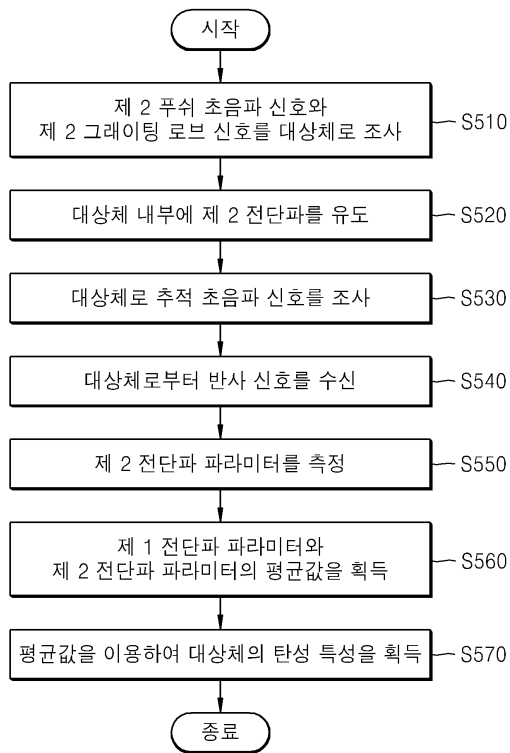 시작
제 2 푸쉬 초음파 신호와
제 2 그레이팅 로브 신호를 대상체로 조사
S510
대상체 내부에 제 2 전단파를 유도
S520
대상체로 추적 초음파 신호를 조사
S530
대상체로부터 반사 신호를 수신
S540
제 2 전단파 파라미터를 측정
S550
제 1 전단파 파라미터와
제 2 전단파 파라미터의 평균값을 획득
S560
평균값을 이용하여 대상체의 탄성 특성을 획득
S570
종료